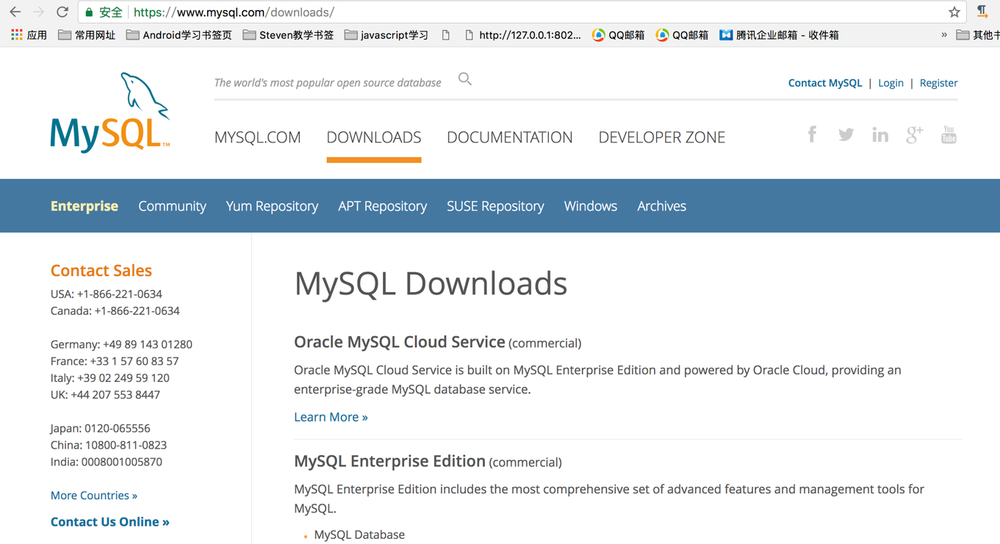 安全 https://www.mysql.com/downloads/
应用 常用网址 Android学习书签页 Steven教学书签 javascript学习 http://127.0.0.1:802... QQ邮箱 QQ邮箱 腾讯企业邮箱 - 收件箱 » 其他书
The world's most popular open source database
Contact MySQL | Login | Register
MySQL™
MYSQL.COM DOWNLOADS DOCUMENTATION DEVELOPER ZONE
f in g+ You Tube
Enterprise Community Yum Repository APT Repository SUSE Repository Windows Archives
Contact Sales
USA: +1-866-221-0634
Canada: +1-866-221-0634
Germany: +49 89 143 01280
France: +33 1 57 60 83 57
Italy: +39 02 249 59 120
UK: +44 207 553 8447
Japan: 0120-065556
China: 10800-811-0823
India: 0008001005870
More Countries »
Contact Us Online »
MySQL Downloads
Oracle MySQL Cloud Service (commercial)
Oracle MySQL Cloud Service is built on MySQL Enterprise Edition and powered by Oracle Cloud, providing an
enterprise-grade MySQL database service.
Learn More »
MySQL Enterprise Edition (commercial)
MySQL Enterprise Edition includes the most comprehensive set of advanced features and management tools for
MySQL.
• MySQL Database